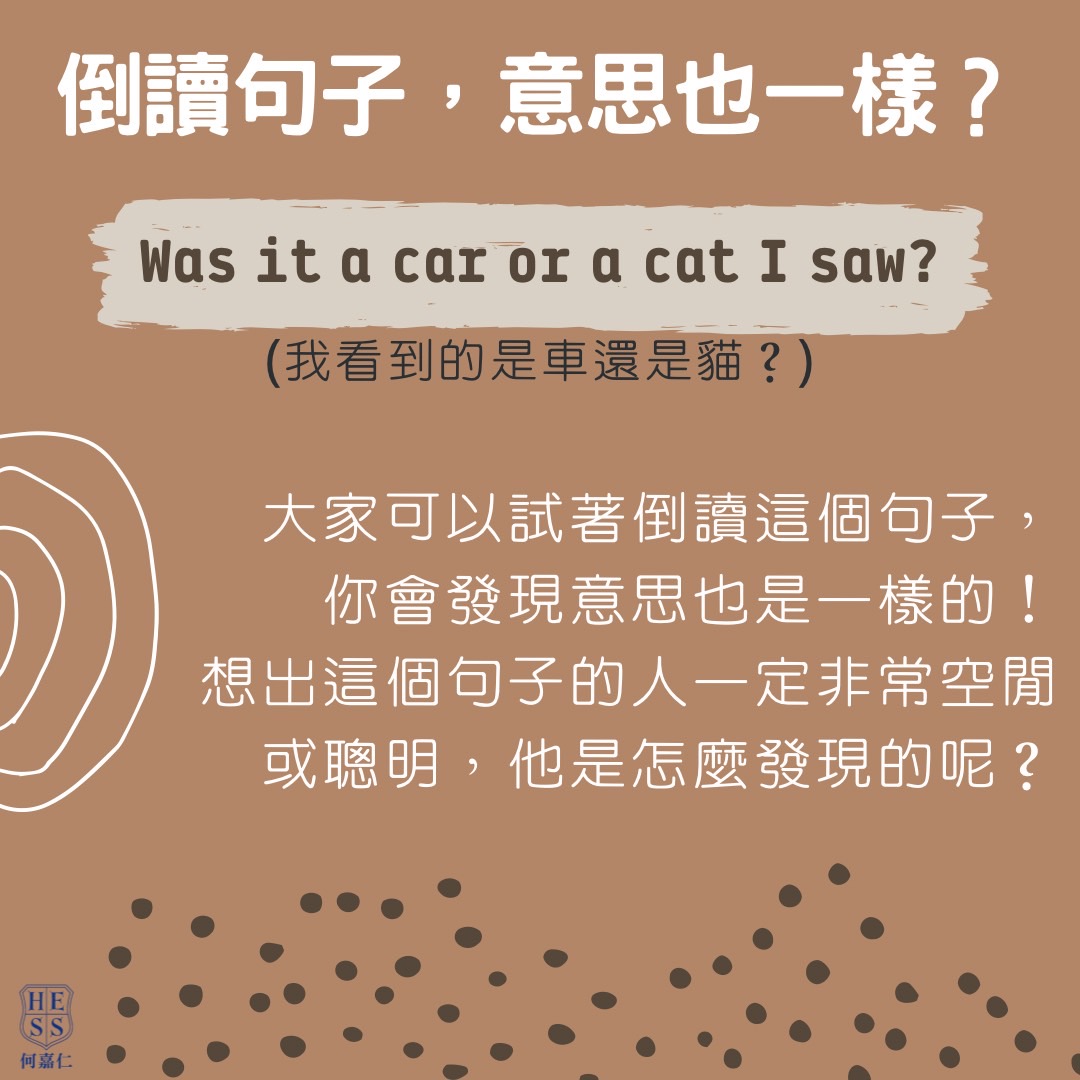 倒讀句子，意思也一樣？
Was it a car or a cat I saw?
(我看到的是車還是貓？)
大家可以試著倒讀這個句子，
你會發現意思也是一樣的！
想出這個句子的人一定非常空閒
或聰明，他是怎麼發現的呢？
HE
SS
何嘉仁